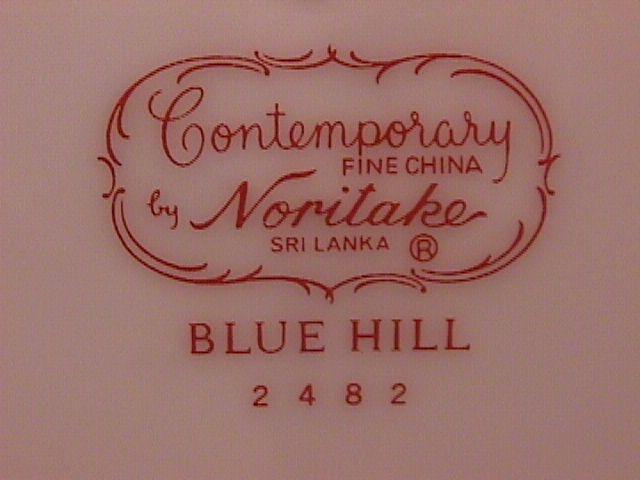 Contemporary
FINE CHINA
by Noritake
SRI LANKA ®
BLUE HILL
2482